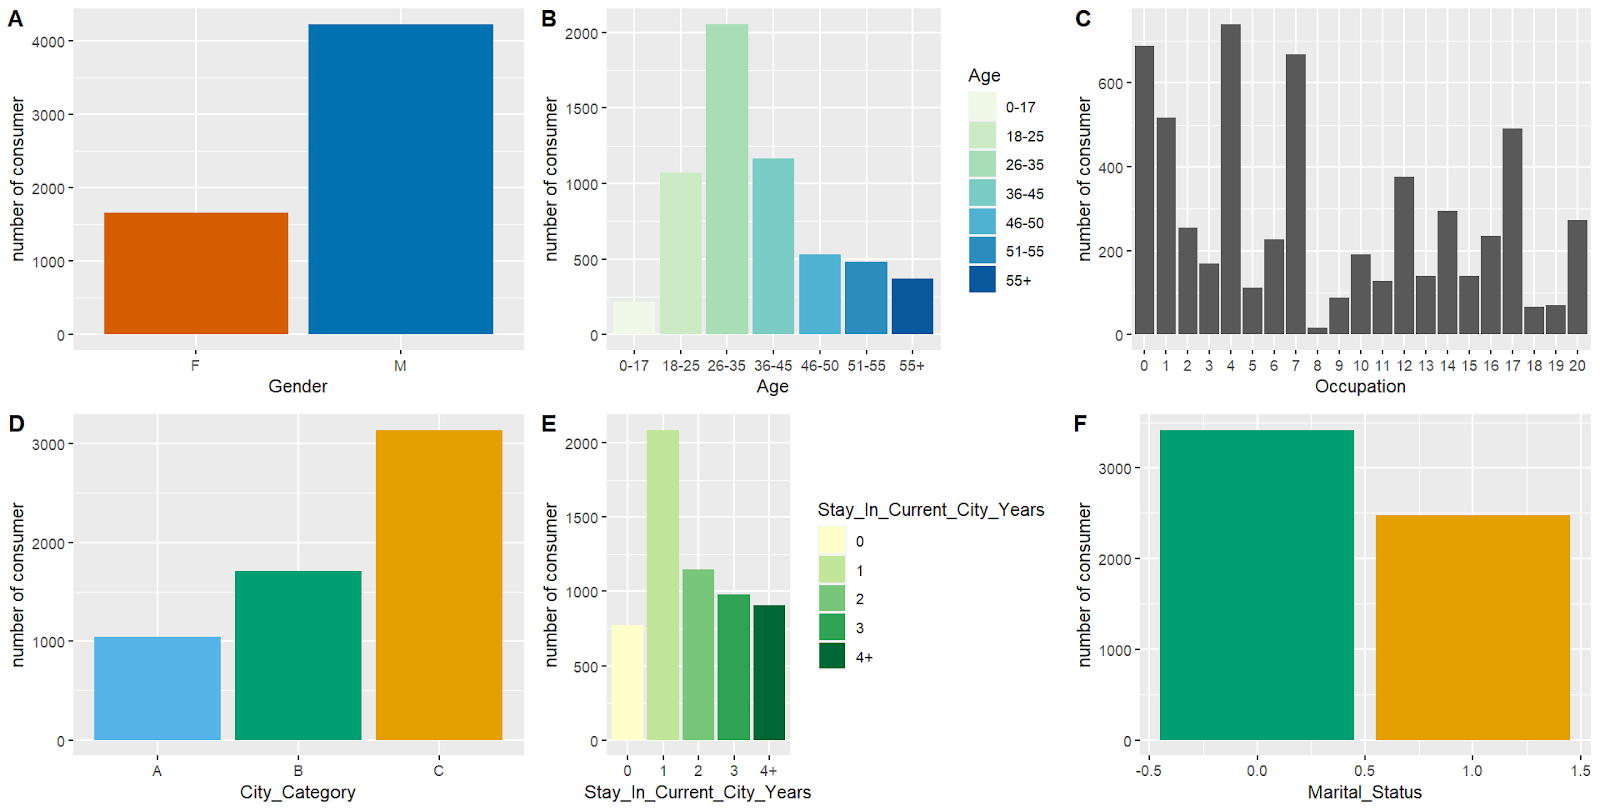 A
number of consumer
4000
3000
2000
1000
0
F
M
Gender
B
number of consumer
2000
1500
1000
500
0
0-17
18-25
26-35
36-45
46-50
51-55
55+
Age
Age
0-17
18-25
26-35
36-45
46-50
51-55
55+
C
number of consumer
600
400
200
0
0 1 2 3 4 5 6 7 8 9 10 11 12 13 14 15 16 17 18 19 20
Occupation
D
number of consumer
3000
2000
1000
0
A
B
C
City_Category
E
number of consumer
2000
1500
1000
500
0
0 1 2 3 4+
Stay_In_Current_City_Years
Stay_In_Current_City_Years
0
1
2
3
4+
F
number of consumer
3000
2000
1000
0
-0.5
0.0
0.5
1.0
1.5
Marital_Status